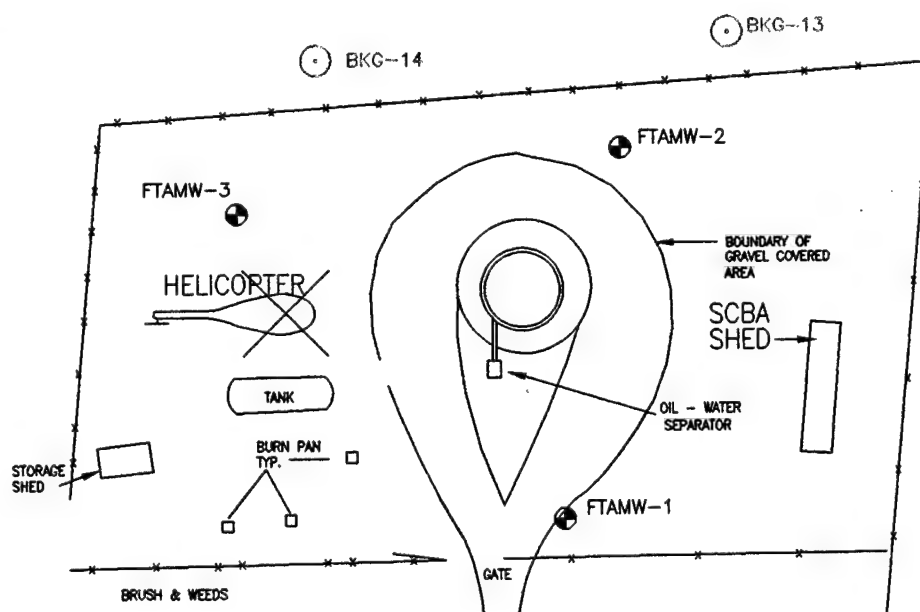 BKG-13
BKG-14
FTAMW-2
FTAMW-3
BOUNDARY OF
GRAVEL COVERED
AREA
HELICOPTER
SCBA
SHED
TANK
OIL - WATER
SEPARATOR
BURN PAN
TYP.
STORAGE
SHED
FTAMW-1
GATE
BRUSH & WEEDS